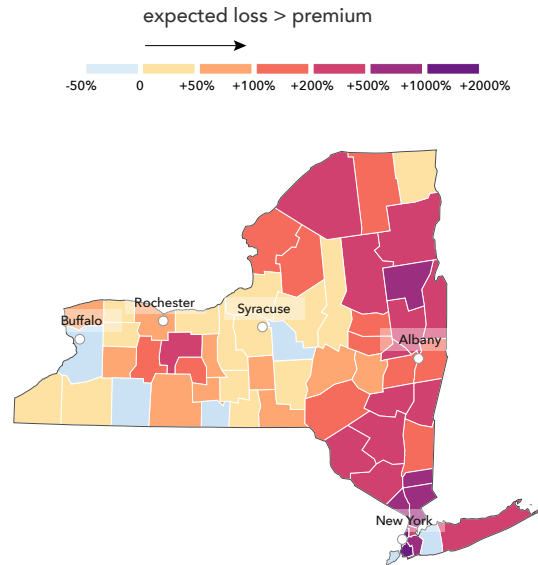 expected loss > premium
-50% 0 +50% +100% +200% +500% +1000% +2000%
Rochester
Syracuse
Buffalo
Albany
New York